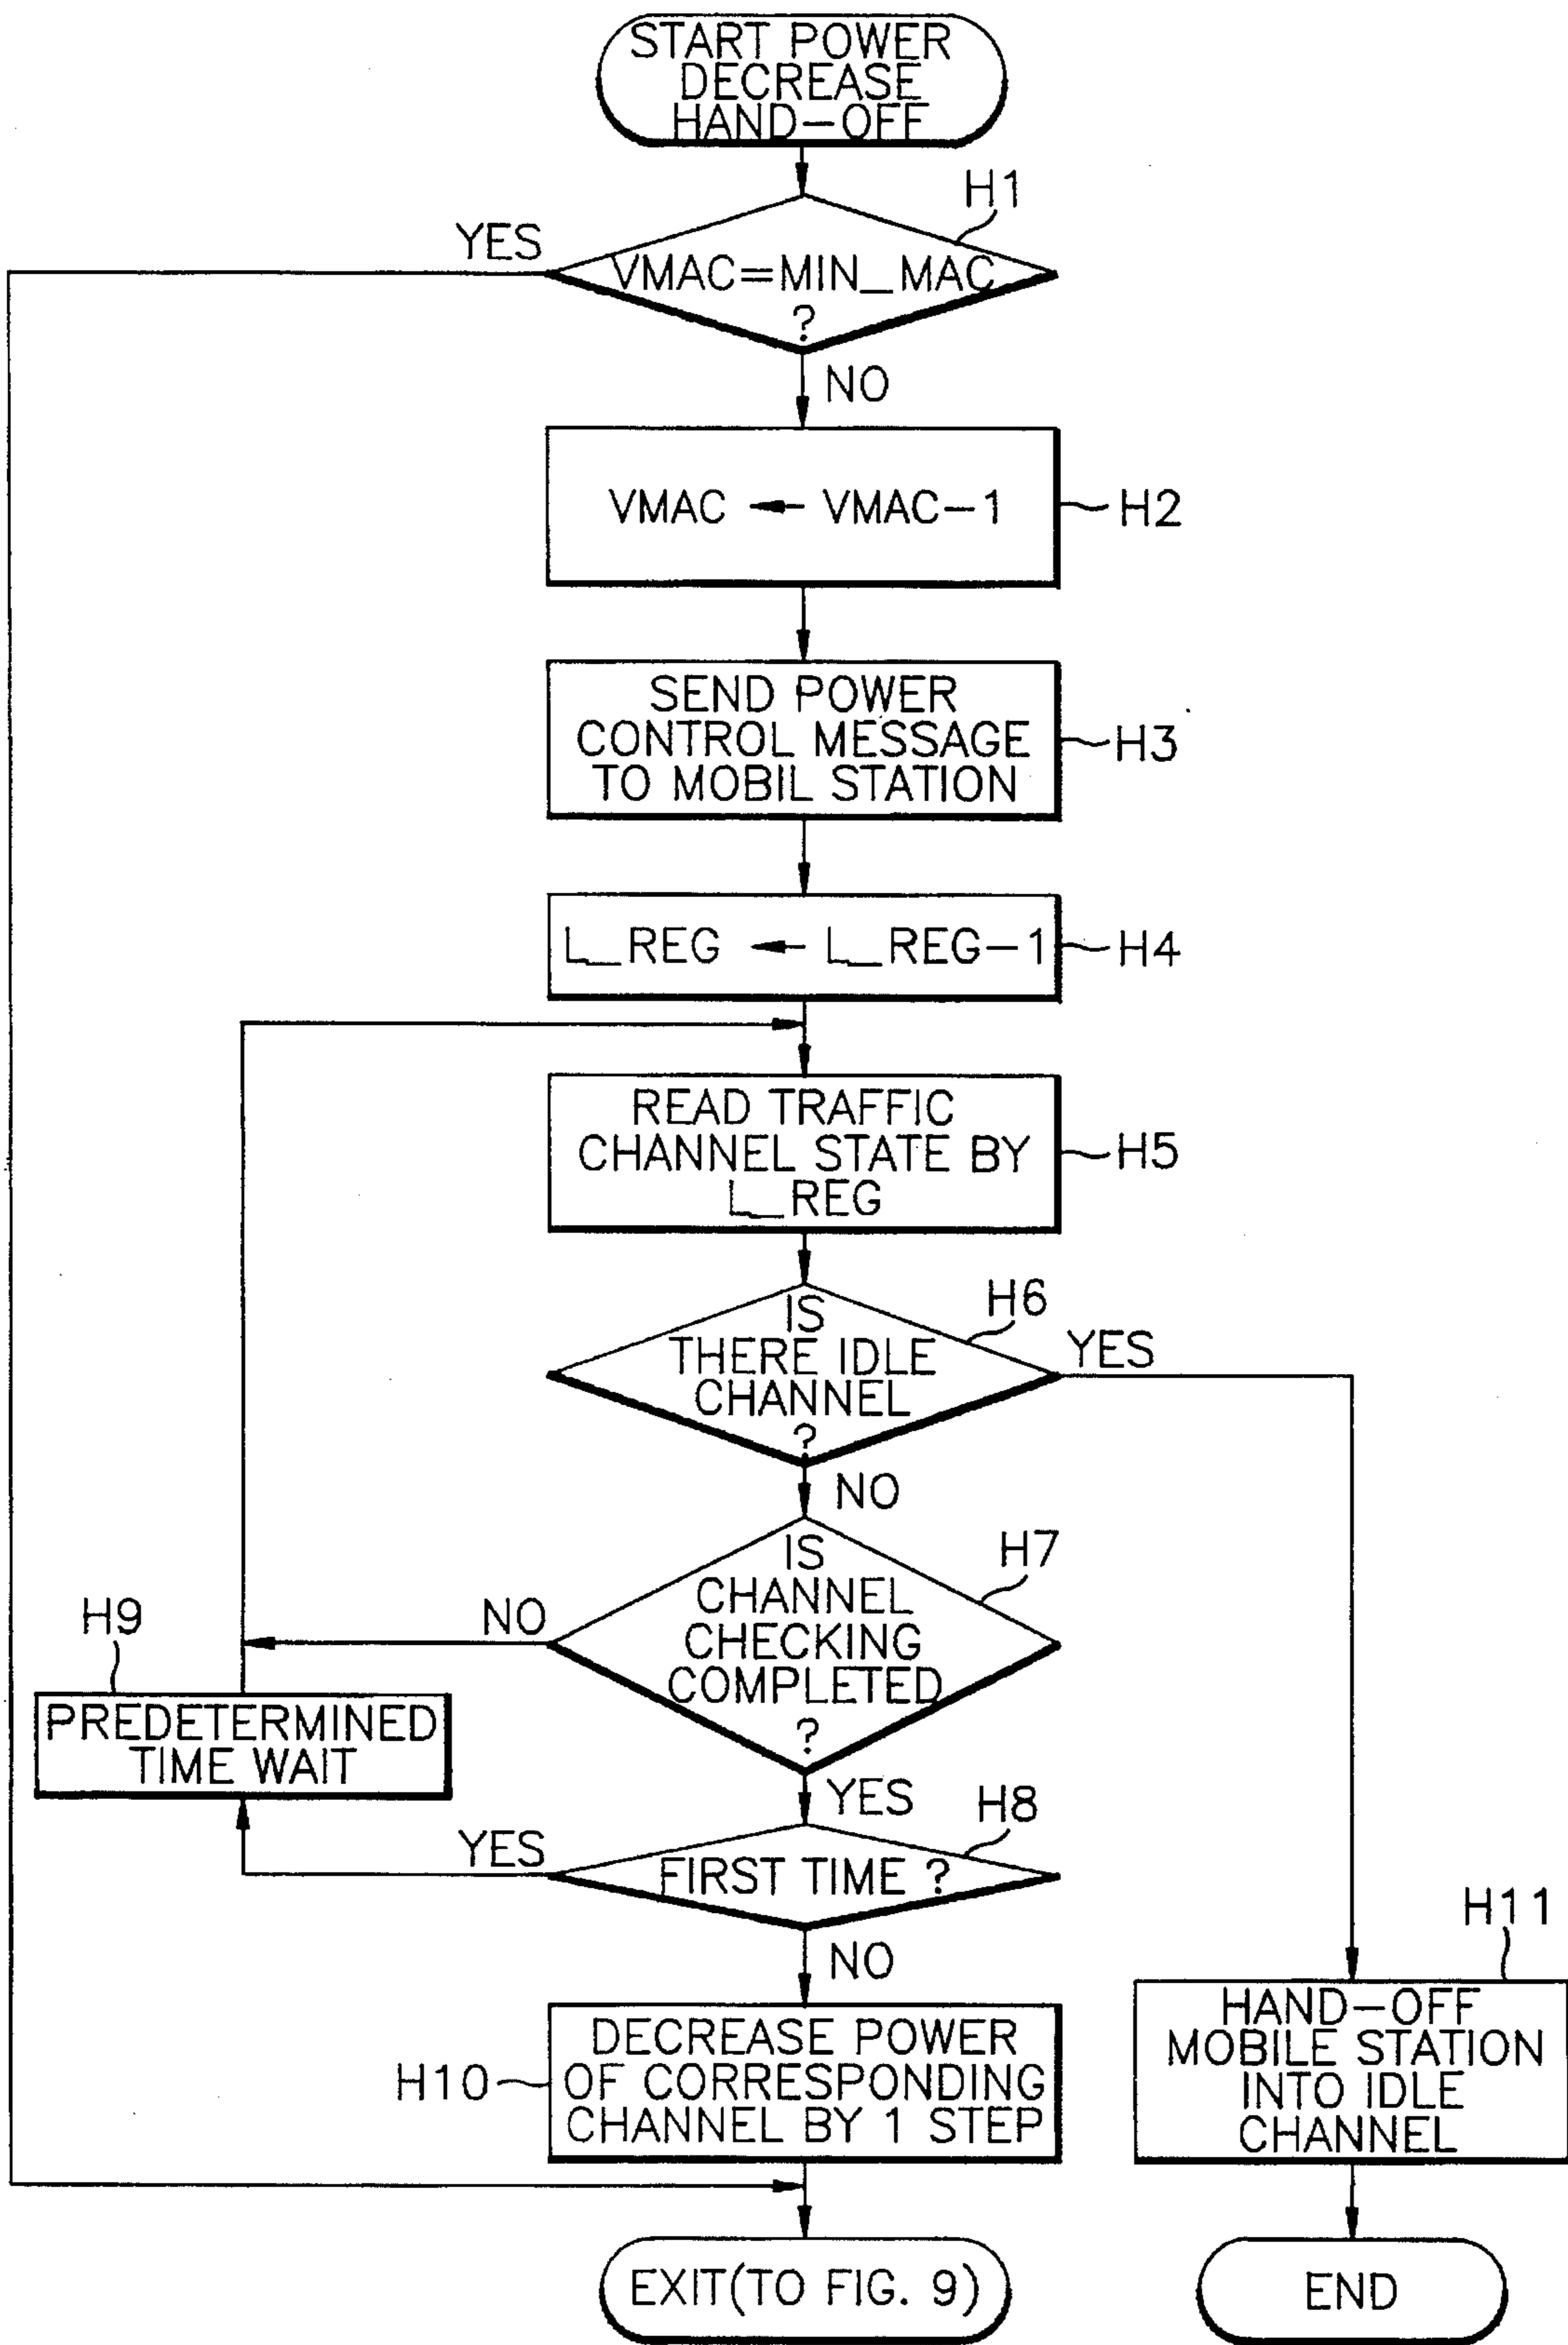 START POWER
DECREASE
HAND-OFF
H1
YES
VMAC=MIN_MAC
?
NO
VMAC ← VMAC-1
H2
SEND POWER
CONTROL MESSAGE
TO MOBIL STATION
H3
L_REG ← L_REG-1
H4
READ TRAFFIC
CHANNEL STATE BY
L_REG
H5
IS
THERE IDLE
CHANNEL
?
H6
YES
NO
IS
CHANNEL
CHECKING
COMPLETED
?
H7
NO
H9
PREDETERMINED
TIME WAIT
YES
H8
YES
FIRST TIME ?
NO
H11
H10
DECREASE POWER
OF CORRESPONDING
CHANNEL BY 1 STEP
HAND-OFF
MOBILE STATION
INTO IDLE
CHANNEL
EXIT(TO FIG. 9)
END